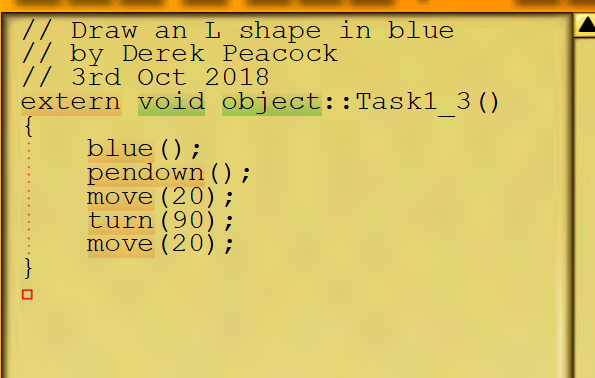 // Draw an L shape in blue
// by Derek Peacock
// 3rd Oct 2018
extern void object::Task1_3()
{
blue();
pendown();
move(20);
turn(90);
move(20);
}